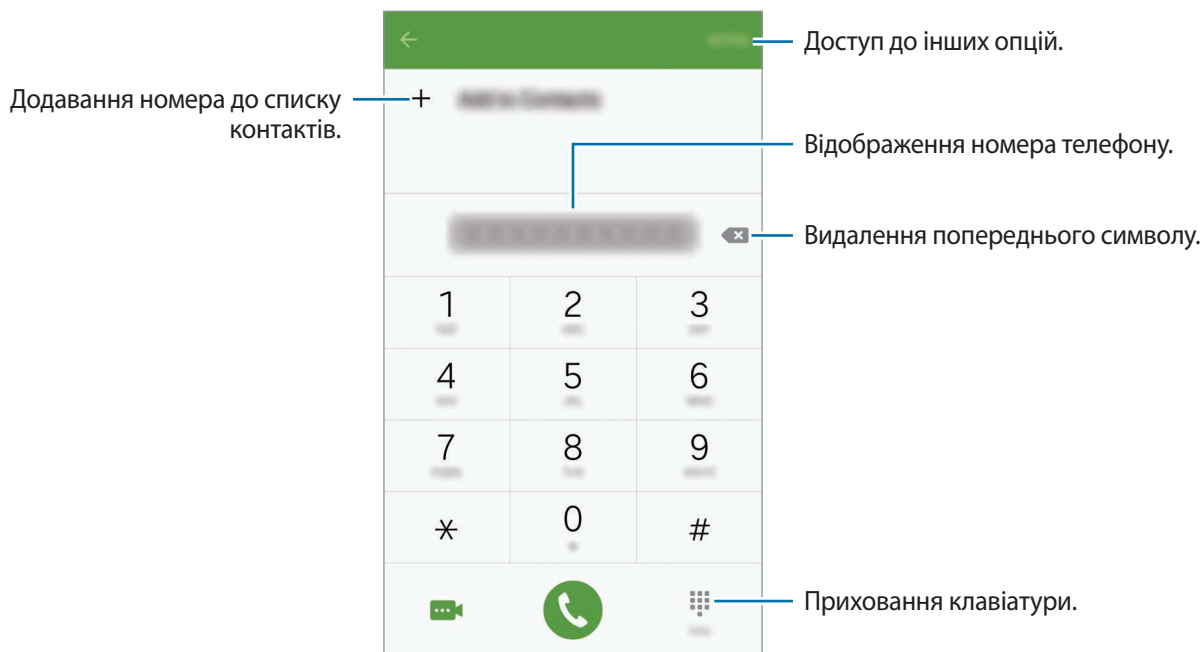 Доступ до інших опцій.
Додавання номера до списку
контактів.
Відображення номера телефону.
Видалення попереднього символу.
1 2 3
4 5 6
7 8 9
* 0 #
Приховання клавіатури.